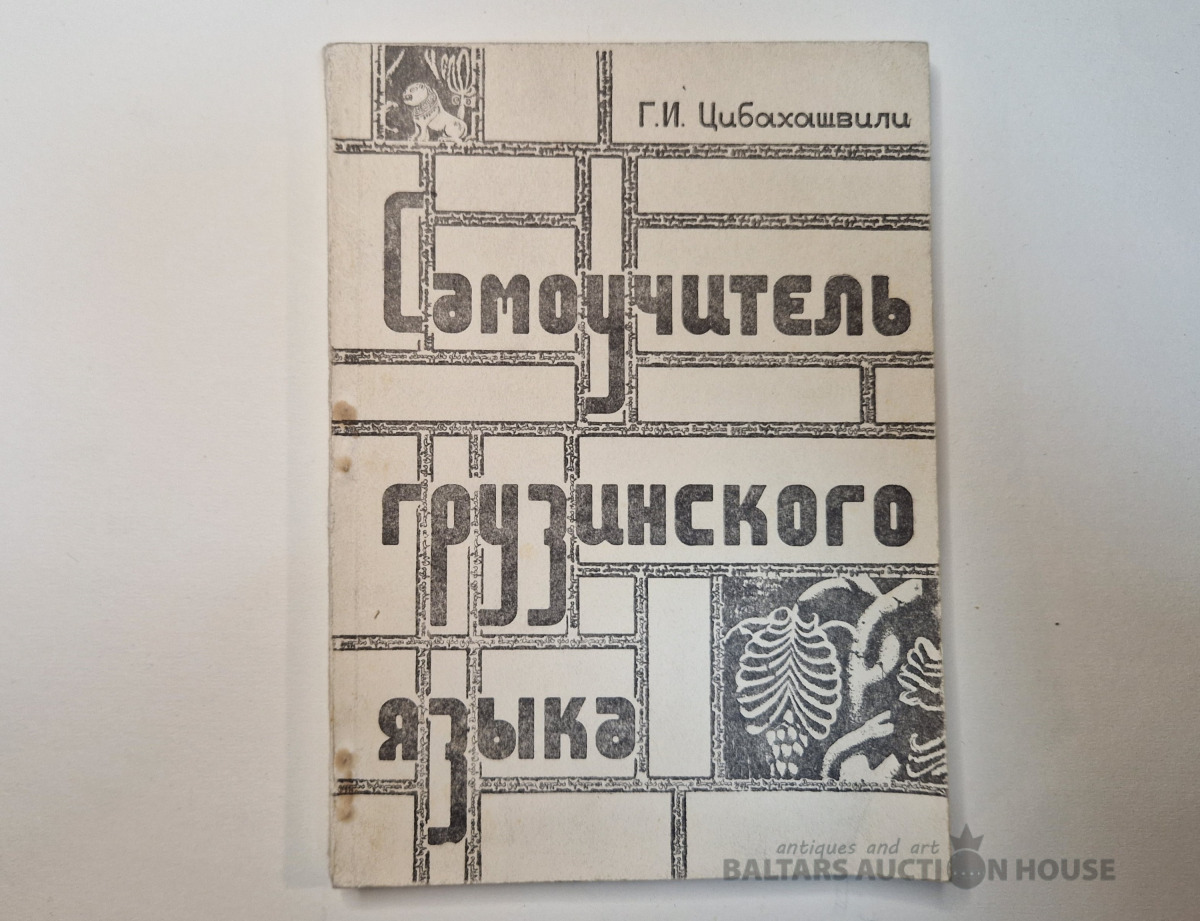 Г.И. Цибахашвили
Самоучитель
грузинского
языка
antiques and art
BALTARS AUCTION HOUSE